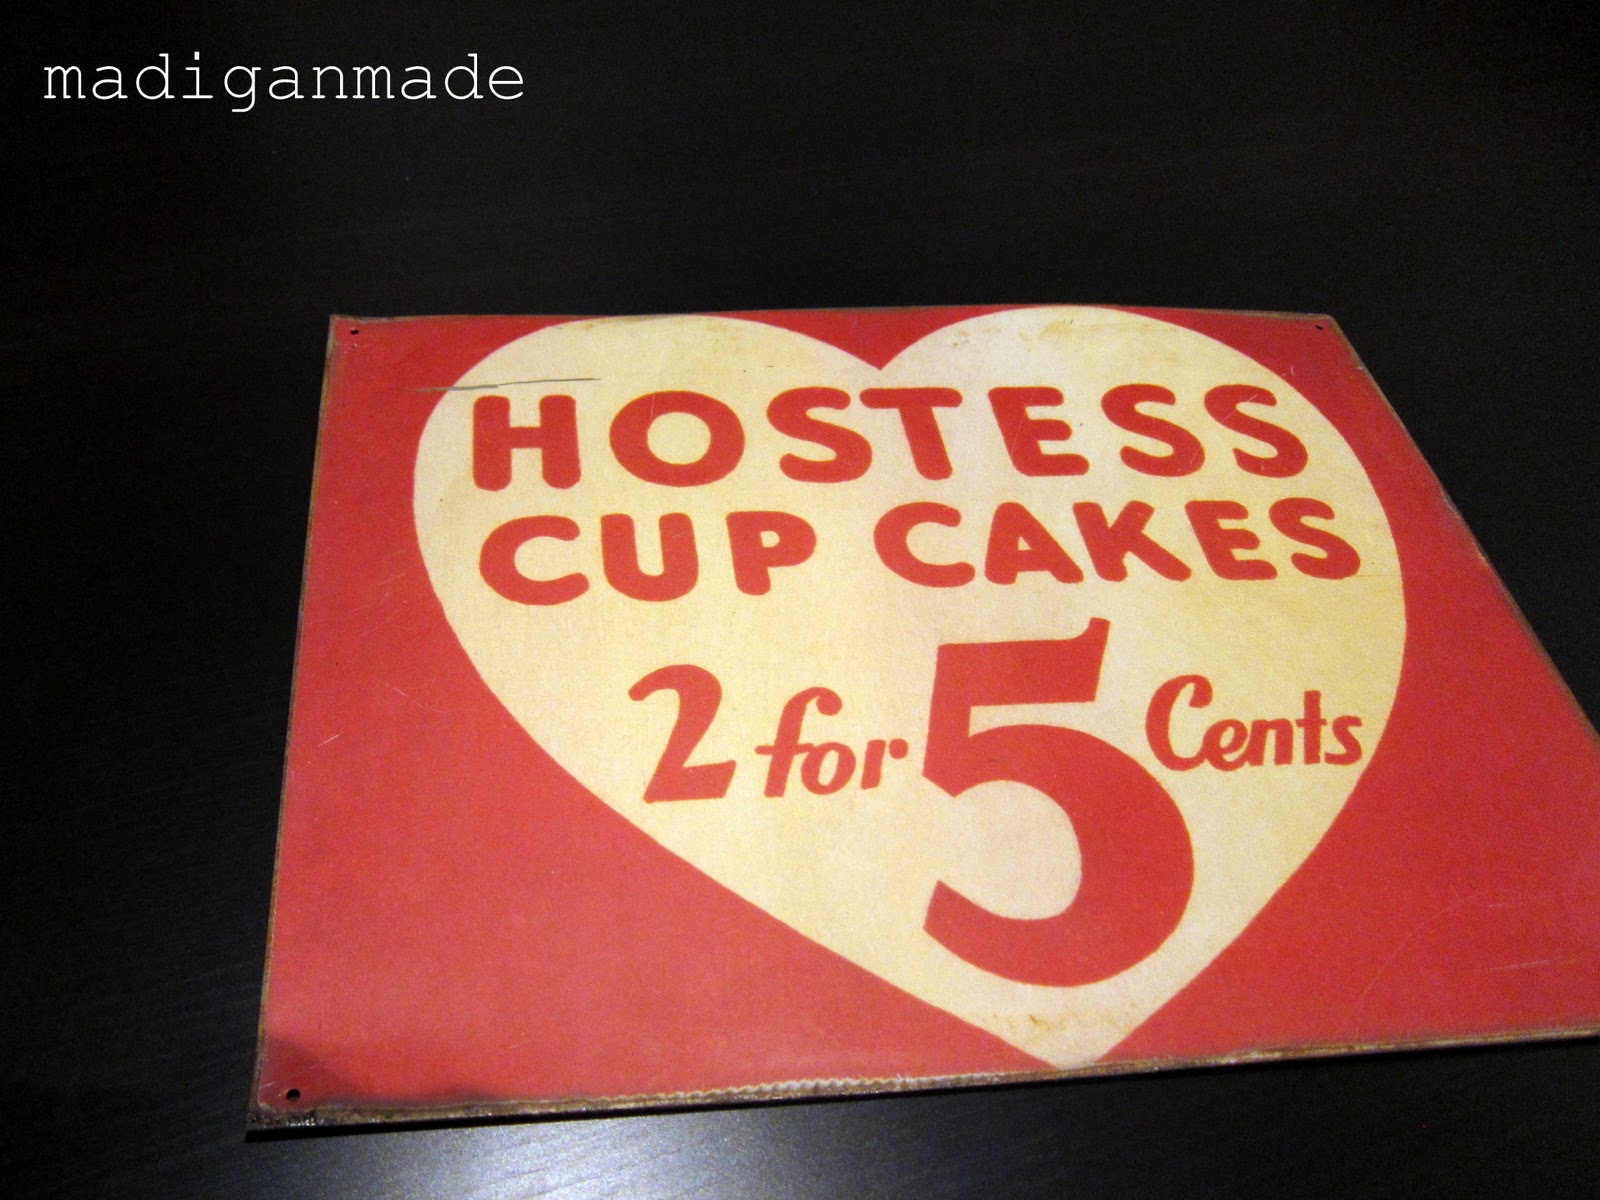 madiganmade
HOSTESS
CUP CAKES
2 for 5 Cents